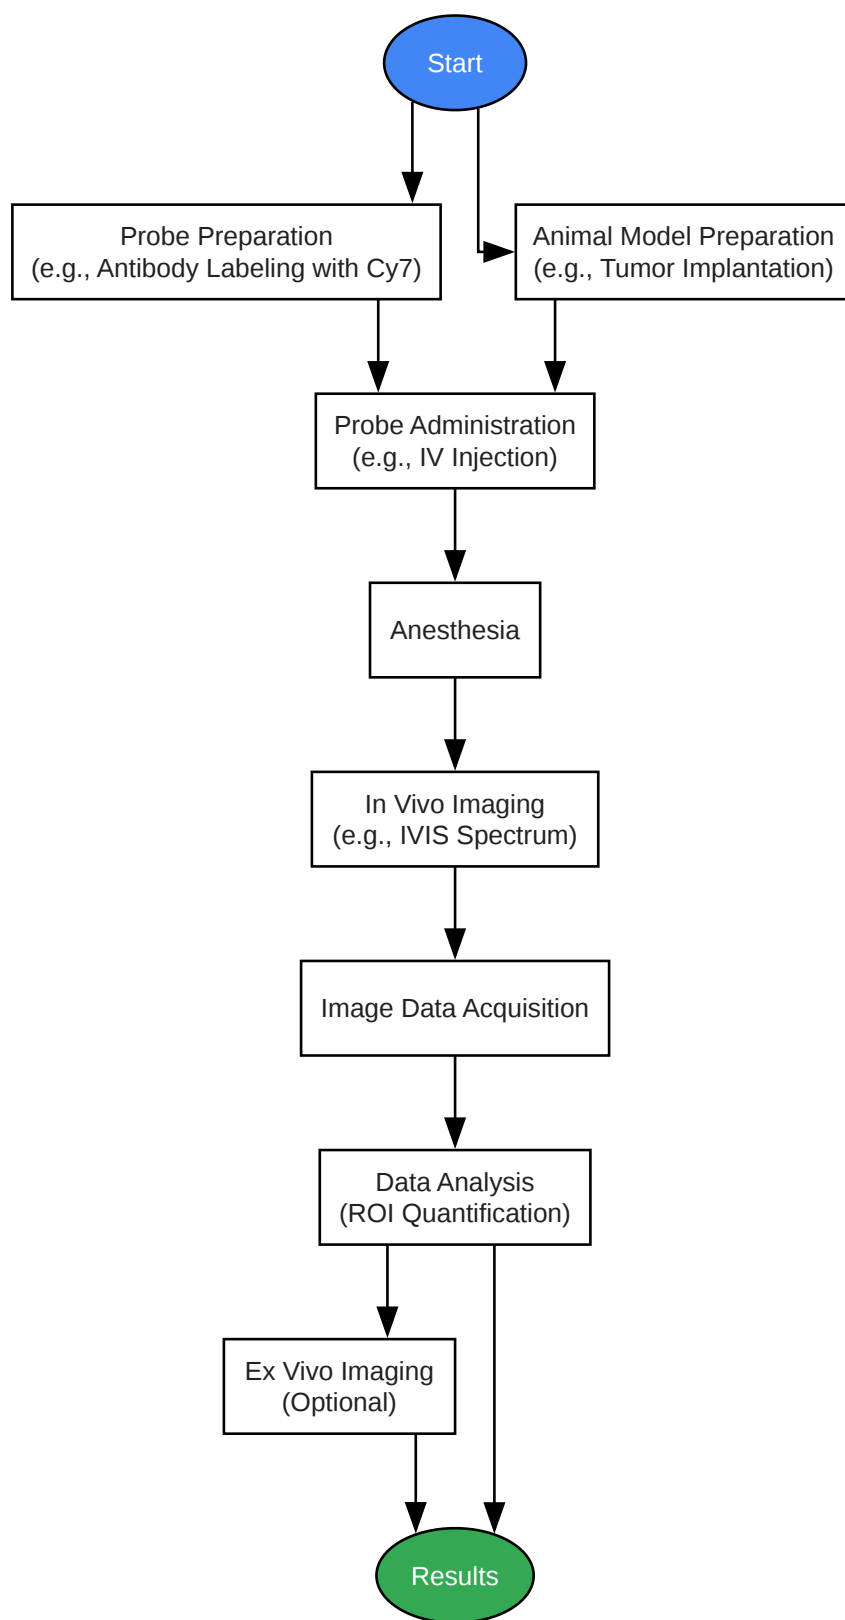 Start
Probe Preparation
(e.g., Antibody Labeling with Cy7)
Animal Model Preparation
(e.g., Tumor Implantation)
Probe Administration
(e.g., IV Injection)
Anesthesia
In Vivo Imaging
(e.g., IVIS Spectrum)
Image Data Acquisition
Data Analysis
(ROI Quantification)
Ex Vivo Imaging
(Optional)
Results